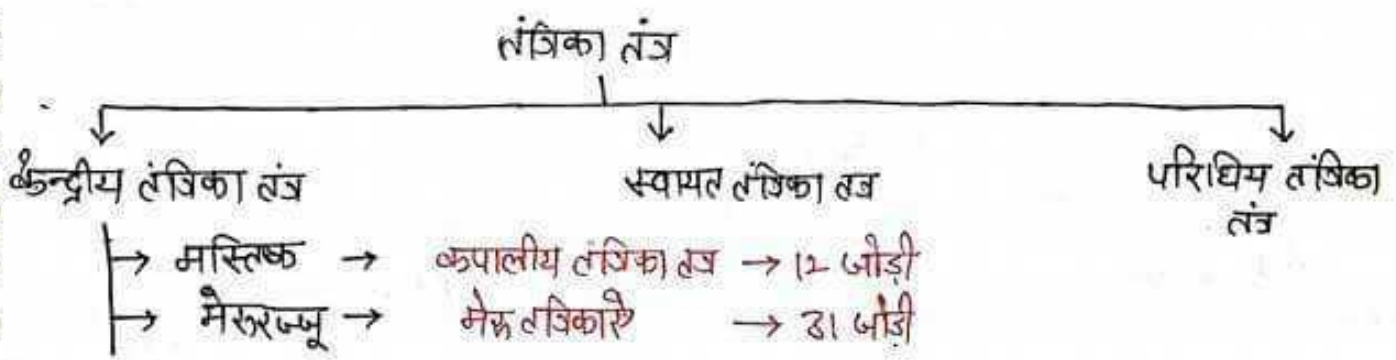 तंत्रिका तंत्र
केन्द्रीय तंत्रिका तंत्र स्वायत तंत्रिका तंत्र परिधिय तंत्रिका
तंत्र
→ मस्तिष्क → कपालीय तंत्रिका तंत्र → 12 जोड़ी
→ मेरुरज्जू → मेरू तंत्रिकाऐ → 31 जोड़ी